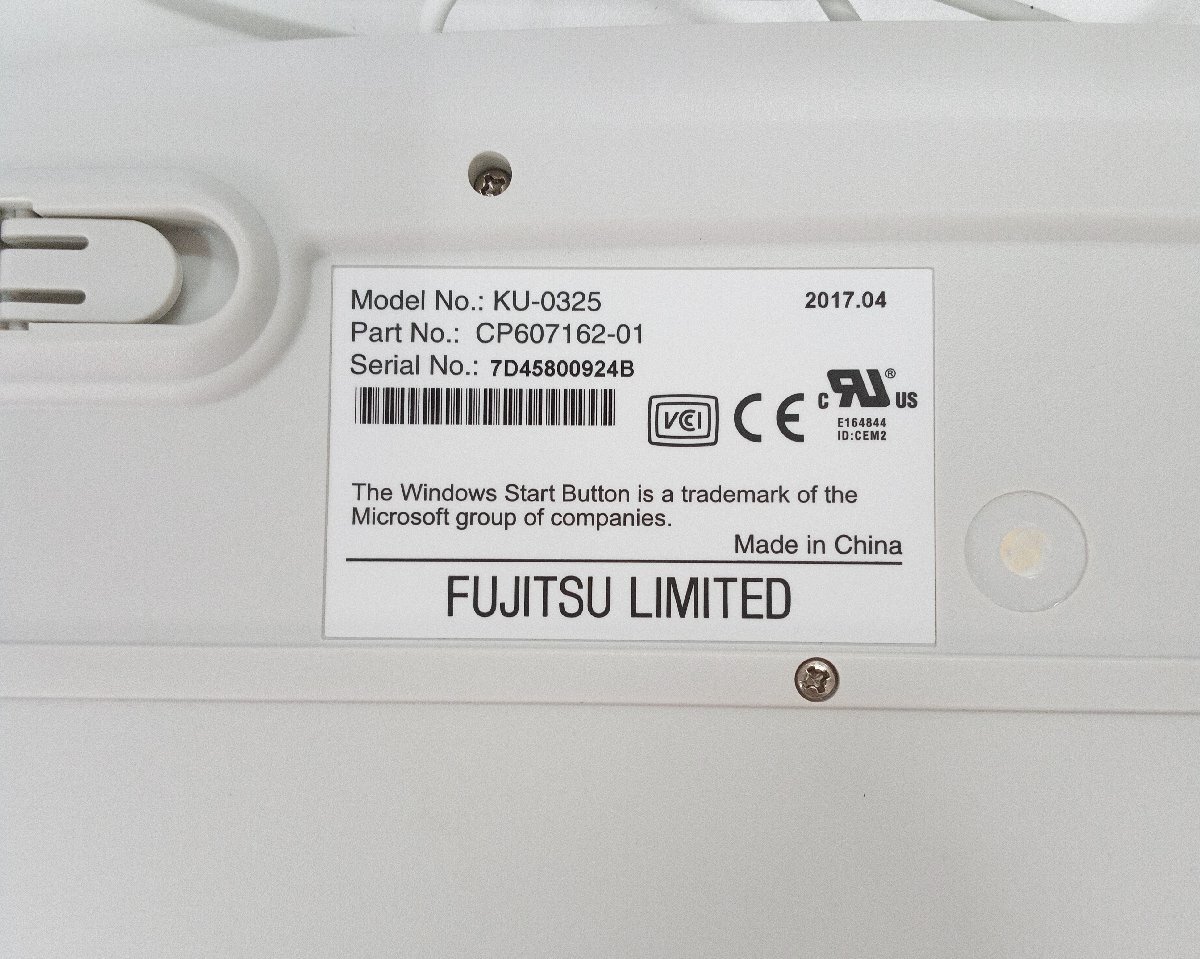 Model No.: KU-0325 2017.04
Part No.: CP607162-01
Serial No.: 7D45800924B
VCI CE c RU ® US
E164844
ID:CEM2
The Windows Start Button is a trademark of the
Microsoft group of companies.
Made in China
FUJITSU LIMITED